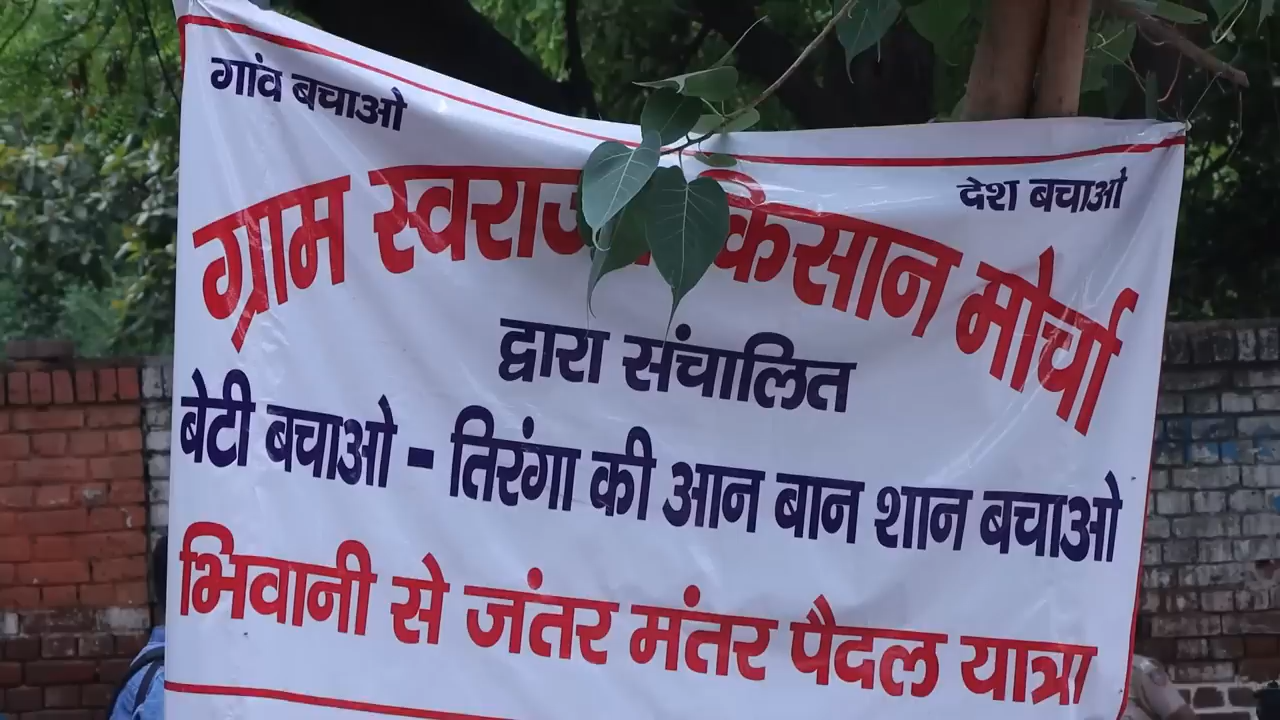 गांव बचाओ
देश बचाओ
ग्राम स्वराज किसान मोर्चा
द्वारा संचालित
बेटी बचाओ - तिरंगा की आन बान शान बचाओ
भिवानी से जंतर मंतर पैदल यात्रा